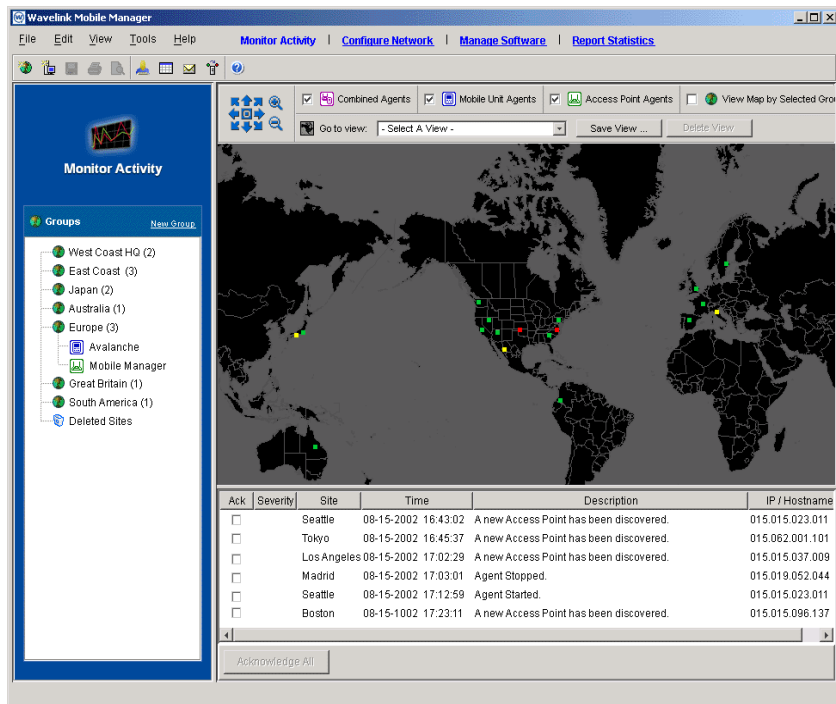 Wavelink Mobile Manager
File Edit View Tools Help Monitor Activity | Configure Network | Manage Software | Report Statistics
Combined Agents Mobile Unit Agents Access Point Agents View Map by Selected Grou
Go to view: - Select A View - Save View ... Delete View
Monitor Activity
Groups New Group
West Coast HQ (2)
East Coast (3)
Japan (2)
Australia (1)
Europe (3)
Avalanche
Mobile Manager
Great Britain (1)
South America (1)
Deleted Sites
Ack Severity Site Time Description IP / Hostname
Seattle 08-15-2002 16:43:02 A new Access Point has been discovered. 015.015.023.011
Tokyo 08-15-2002 16:45:37 A new Access Point has been discovered. 015.062.001.101
Los Angeles 08-15-2002 17:02:29 A new Access Point has been discovered. 015.015.037.009
Madrid 08-15-2002 17:03:01 Agent Stopped. 015.019.052.044
Seattle 08-15-2002 17:12:59 Agent Started. 015.015.023.011
Boston 08-15-1002 17:23:11 A new Access Point has been discovered. 015.015.096.137
Acknowledge All